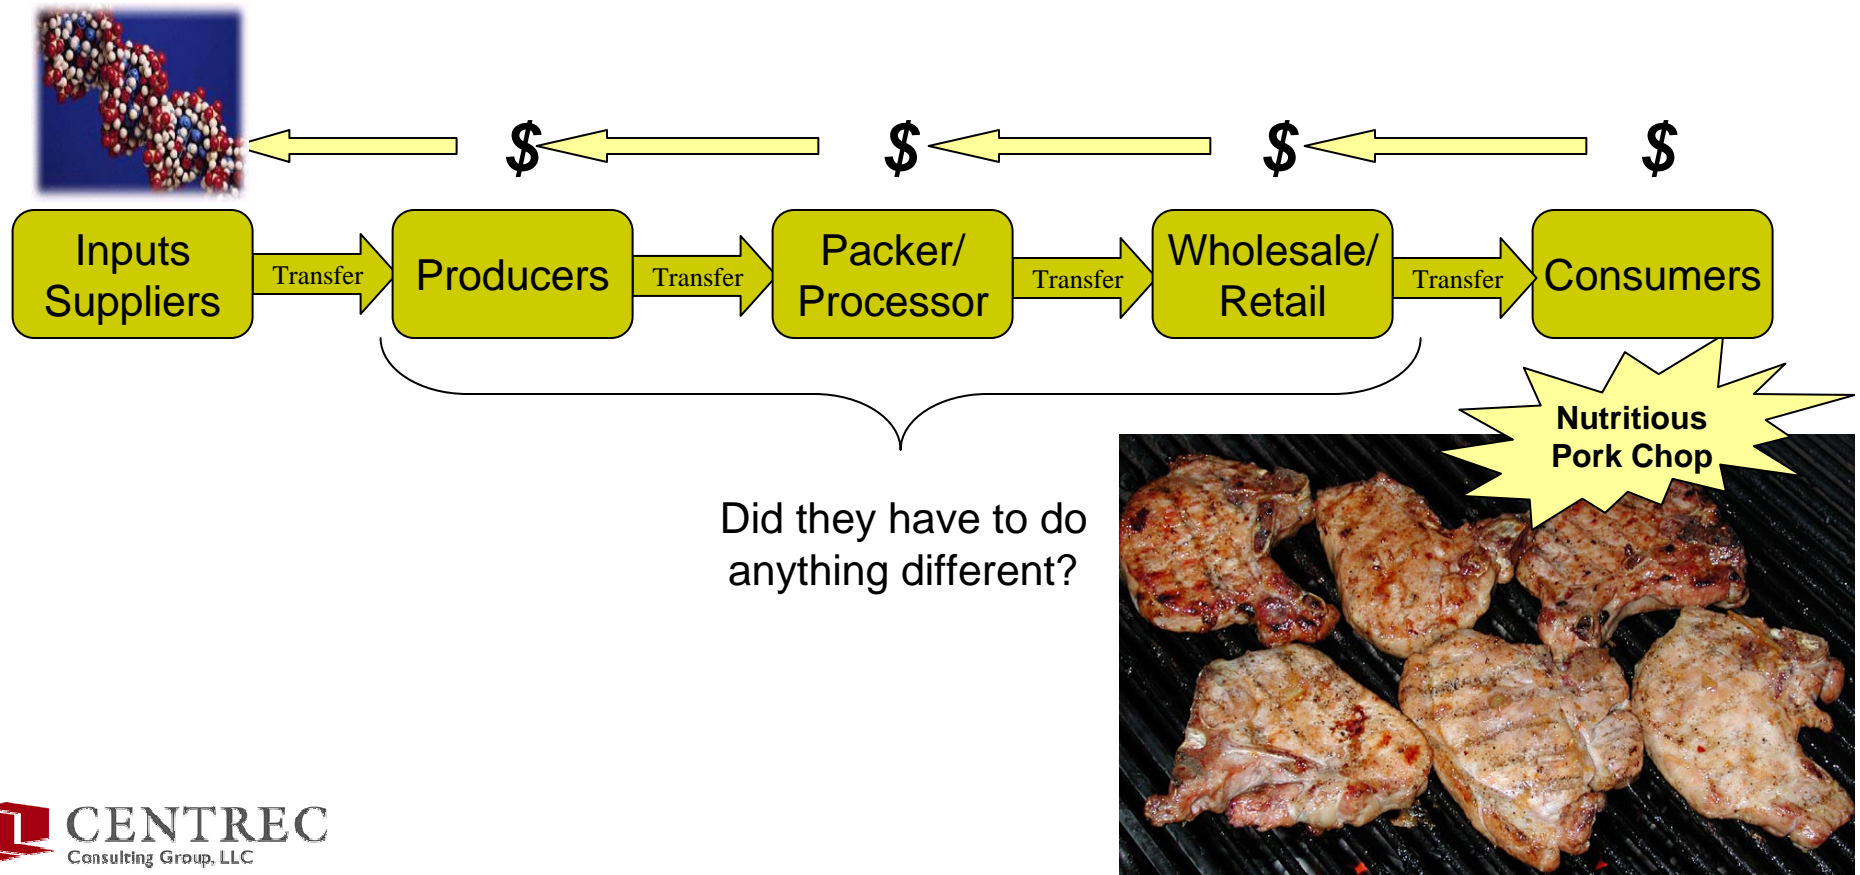 $ $ $ $
Inputs
Suppliers
Transfer
Producers
Transfer
Packer/
Processor
Transfer
Wholesale/
Retail
Transfer
Consumers
Nutritious
Pork Chop
Did they have to do
anything different?
CENTREC
Consulting Group, LLC